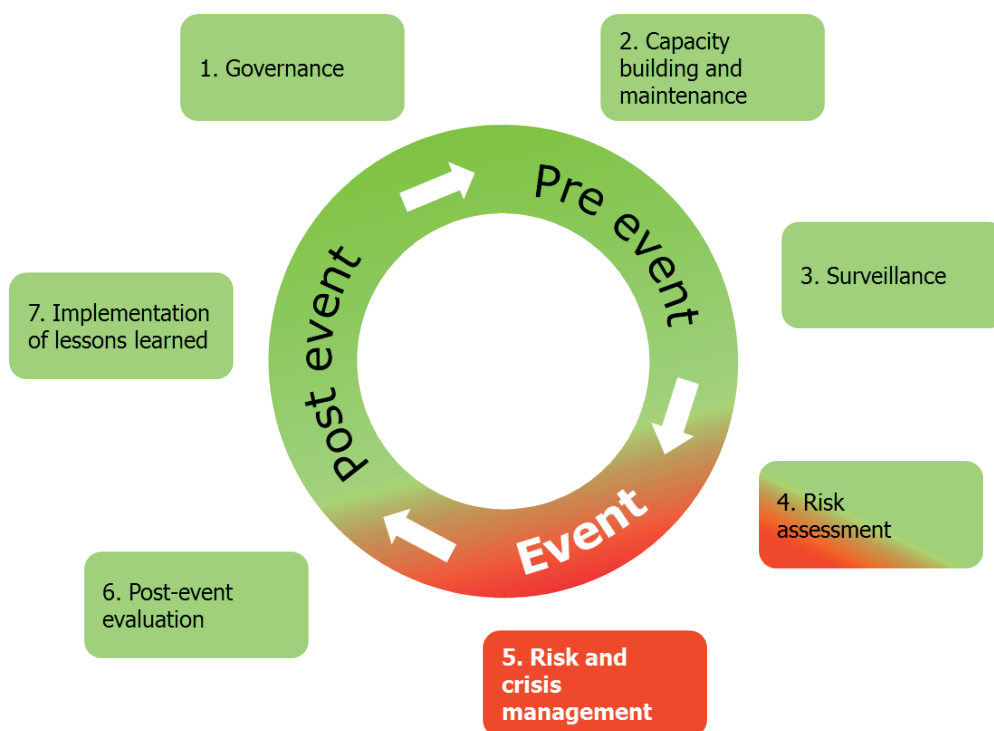 1. Governance
2. Capacity
building and
maintenance
Pre event
3. Surveillance
Post event
7. Implementation
of lessons learned
4. Risk
assessment
Event
6. Post-event
evaluation
5. Risk and
crisis
management